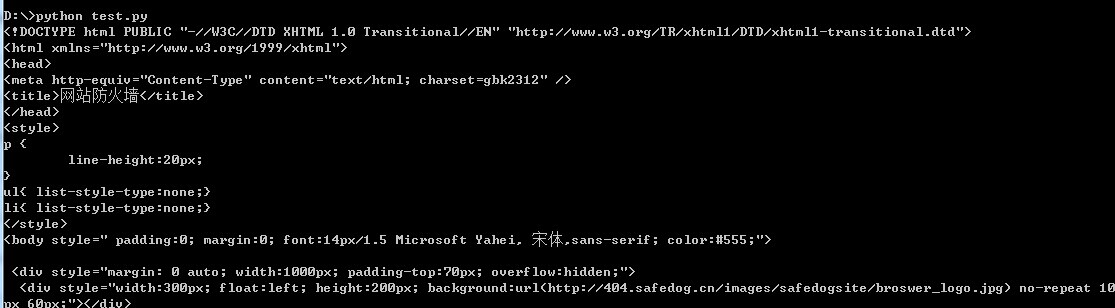 D:\>python test.py
<!DOCTYPE html PUBLIC "-//W3C//DTD XHTML 1.0 Transitional//EN" "http://www.w3.org/TR/xhtml1/DTD/xhtml1-transitional.dtd">
<html xmlns="http://www.w3.org/1999/xhtml">
<head>
<meta http-equiv="Content-Type" content="text/html; charset=gbk2312" />
<title>网站防火墙</title>
</head>
<style>
p {
        line-height:20px;
}
ul{ list-style-type:none;}
li{ list-style-type:none;}
</style>
<body style=" padding:0; margin:0; font:14px/1.5 Microsoft Yahei, 宋体,sans-serif; color:#555;">
 <div style="margin: 0 auto; width:1000px; padding-top:70px; overflow:hidden;">
  <div style="width:300px; float:left; height:200px; background:url(http://404.safedog.cn/images/safedogsite/broswer_logo.jpg) no-repeat 10
px 60px;"></div>